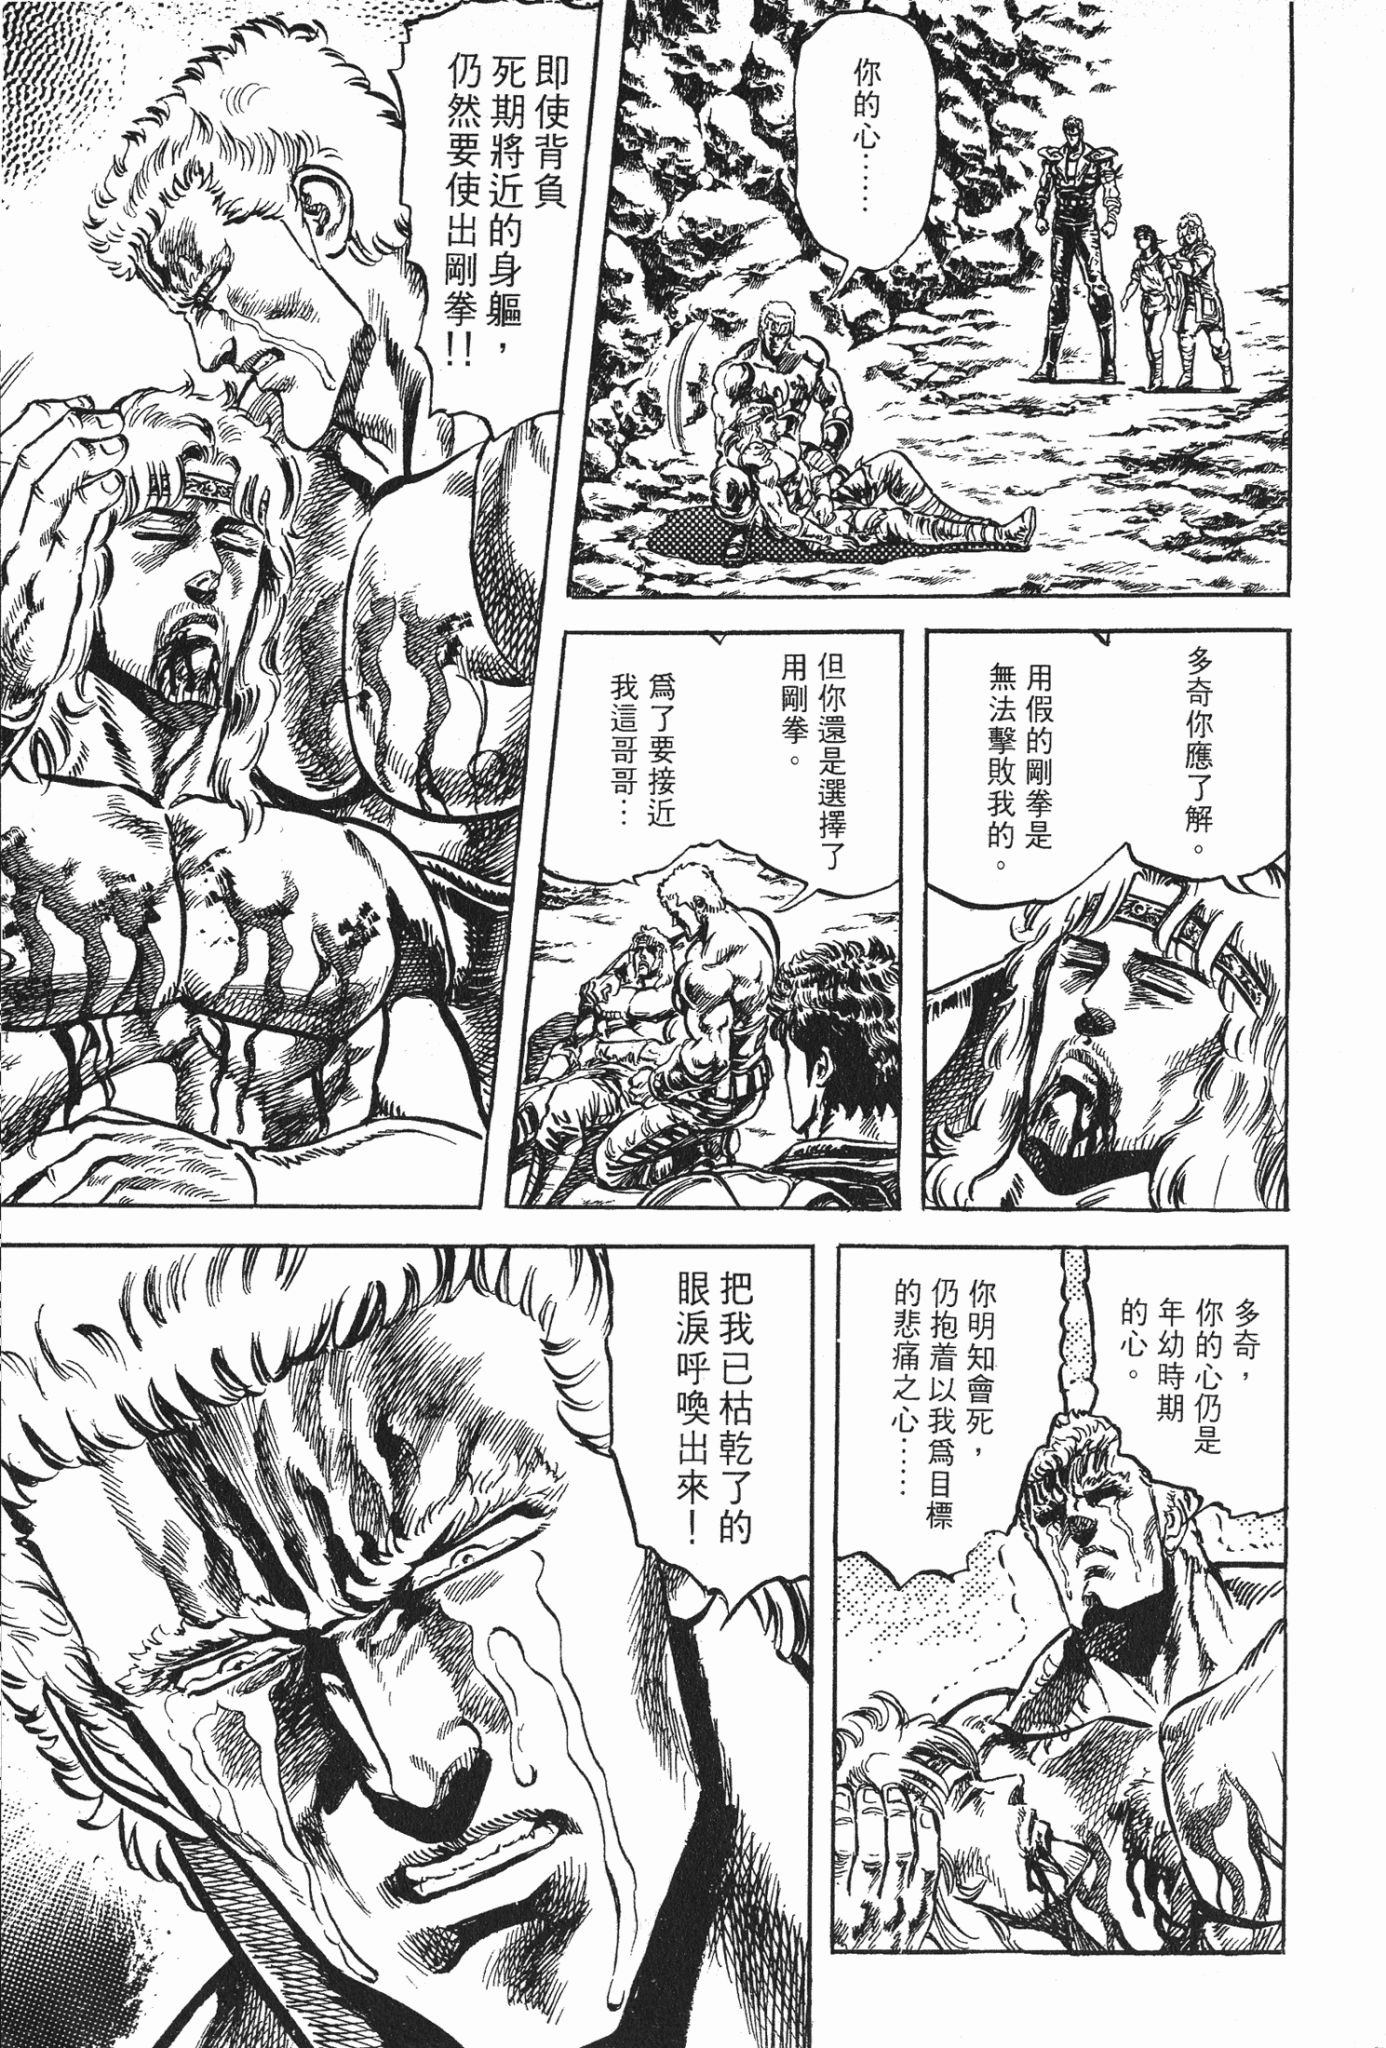 你的心……
多奇你應了解。
用假的剛拳是
無法擊敗我的。
但你還是選擇了
用剛拳。
爲了要接近
我這哥哥…
即使背負
死期將近的身軀，
仍然要使出剛拳!!
多奇，
你的心仍是
年幼時期
的心。
你明知會死，
仍抱着以我爲目標
的悲痛之心……
把我已枯乾了的
眼淚呼喚出來！